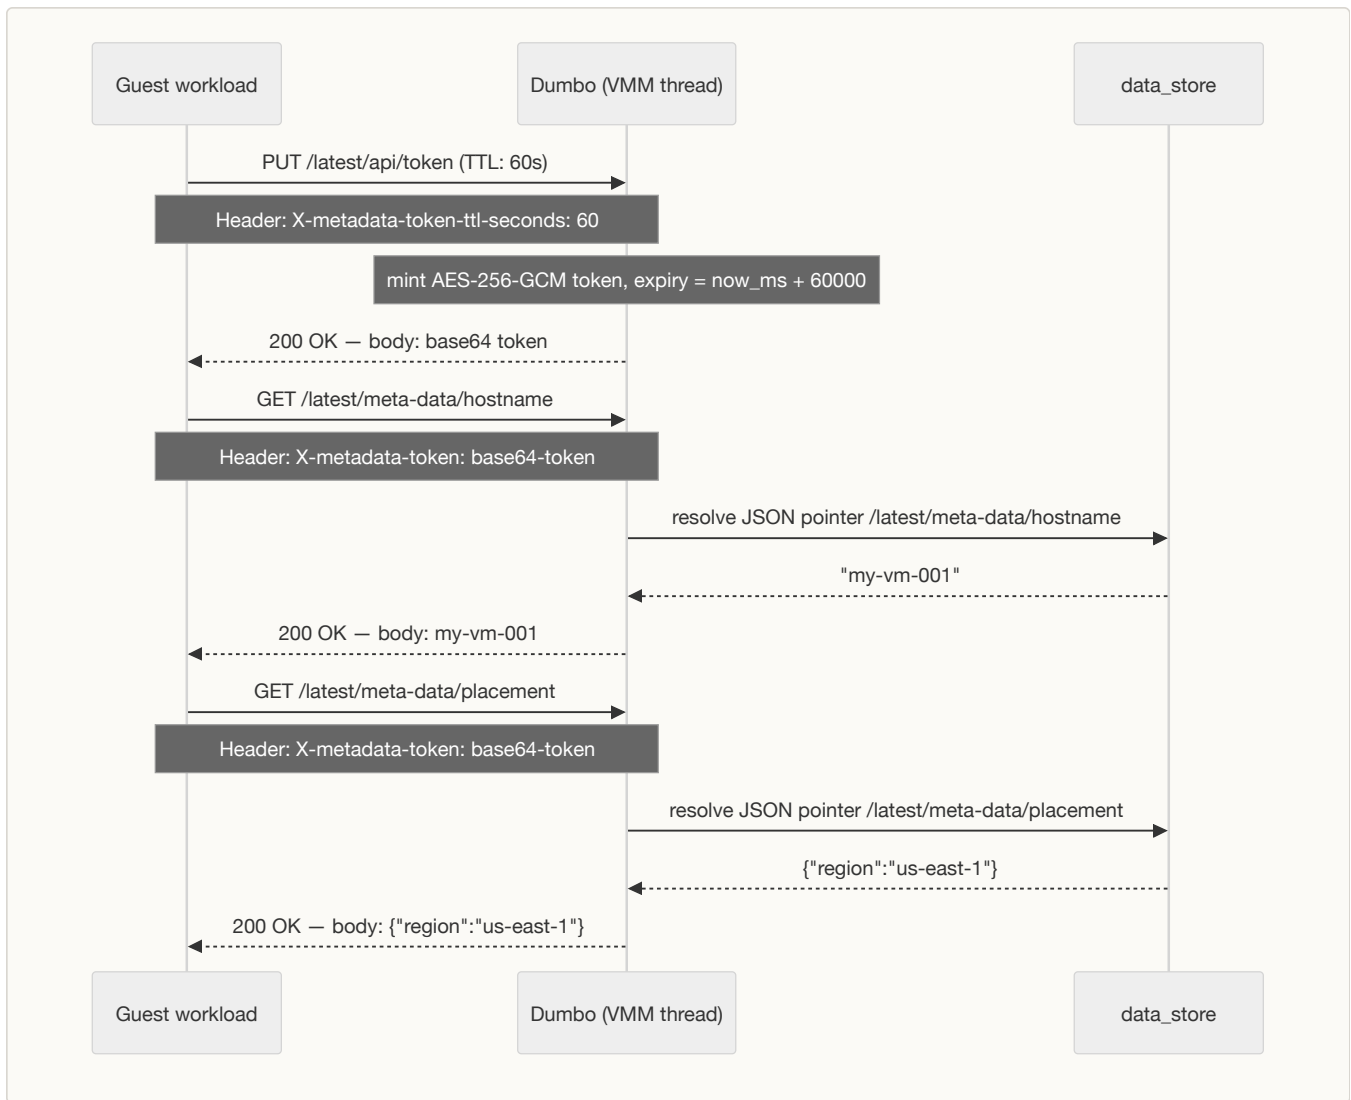 Guest workload
Dumbo (VMM thread)
data_store
PUT /latest/api/token (TTL: 60s)
Header: X-metadata-token-ttl-seconds: 60
mint AES-256-GCM token, expiry = now_ms + 60000
200 OK — body: base64 token
GET /latest/meta-data/hostname
Header: X-metadata-token: base64-token
resolve JSON pointer /latest/meta-data/hostname
"my-vm-001"
200 OK — body: my-vm-001
GET /latest/meta-data/placement
Header: X-metadata-token: base64-token
resolve JSON pointer /latest/meta-data/placement
{"region":"us-east-1"}
200 OK — body: {"region":"us-east-1"}
Guest workload
Dumbo (VMM thread)
data_store